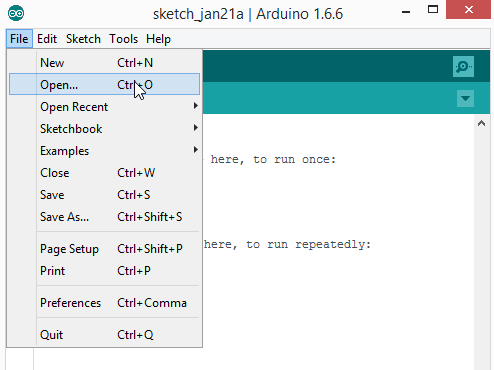 sketch_jan21a | Arduino 1.6.6
File Edit Sketch Tools Help
New Ctrl+N
Open... Ctrl+O
Open Recent
Sketchbook
Examples
Close Ctrl+W
Save Ctrl+S
Save As... Ctrl+Shift+S
Page Setup Ctrl+Shift+P
Print Ctrl+P
Preferences Ctrl+Comma
Quit Ctrl+Q
here, to run once:
here, to run repeatedly: